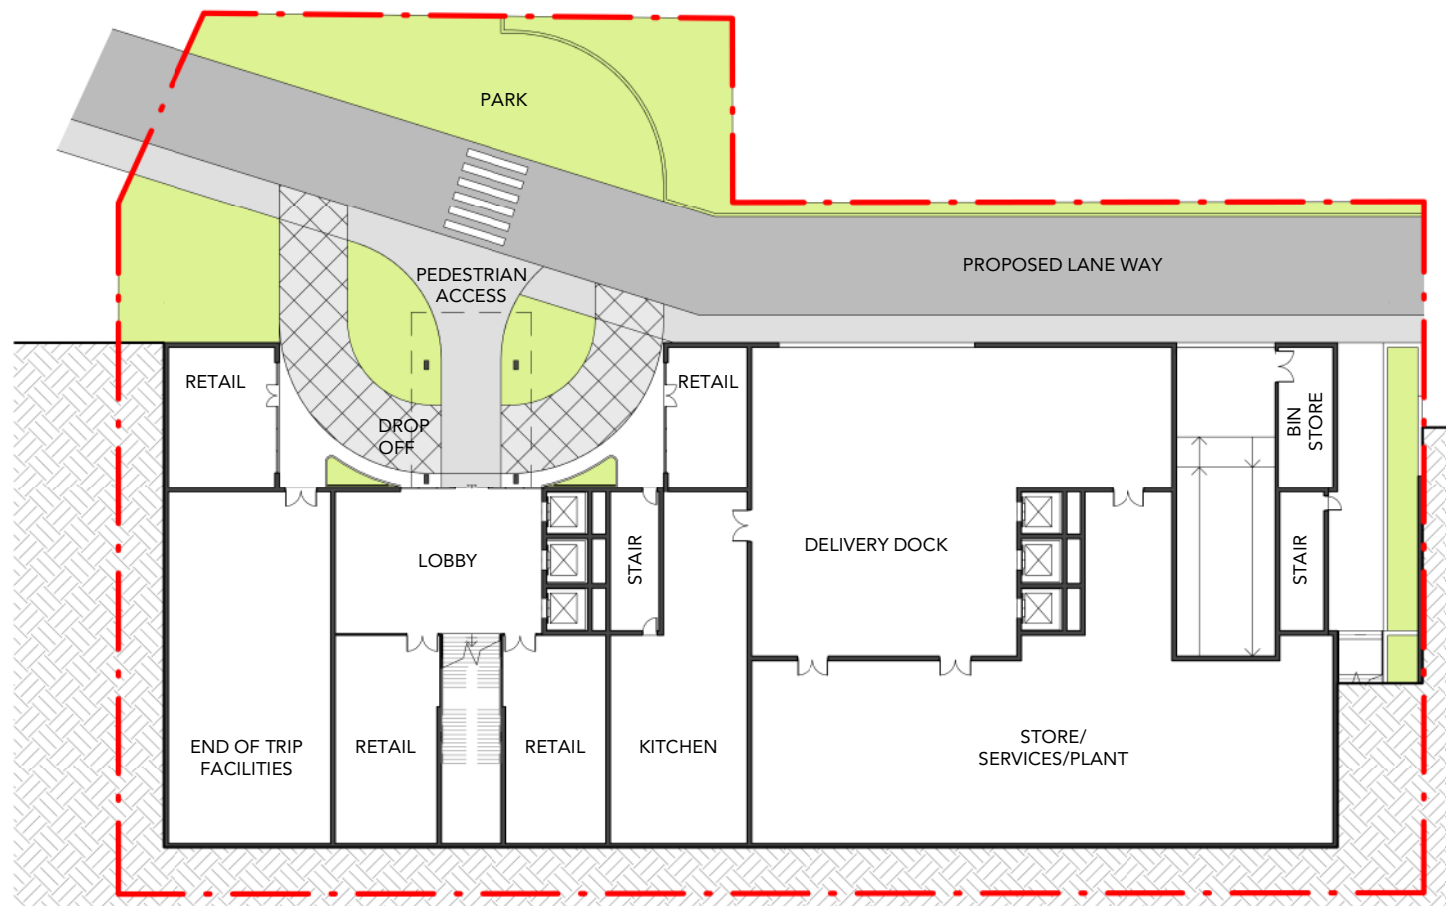 PARK
PROPOSED LANE WAY
PEDESTRIAN
ACCESS
RETAIL
RETAIL
DROP
OFF
BIN
STORE
LOBBY
STAIR
DELIVERY DOCK
STAIR
END OF TRIP
FACILITIES
RETAIL
RETAIL
KITCHEN
STORE/
SERVICES/PLANT